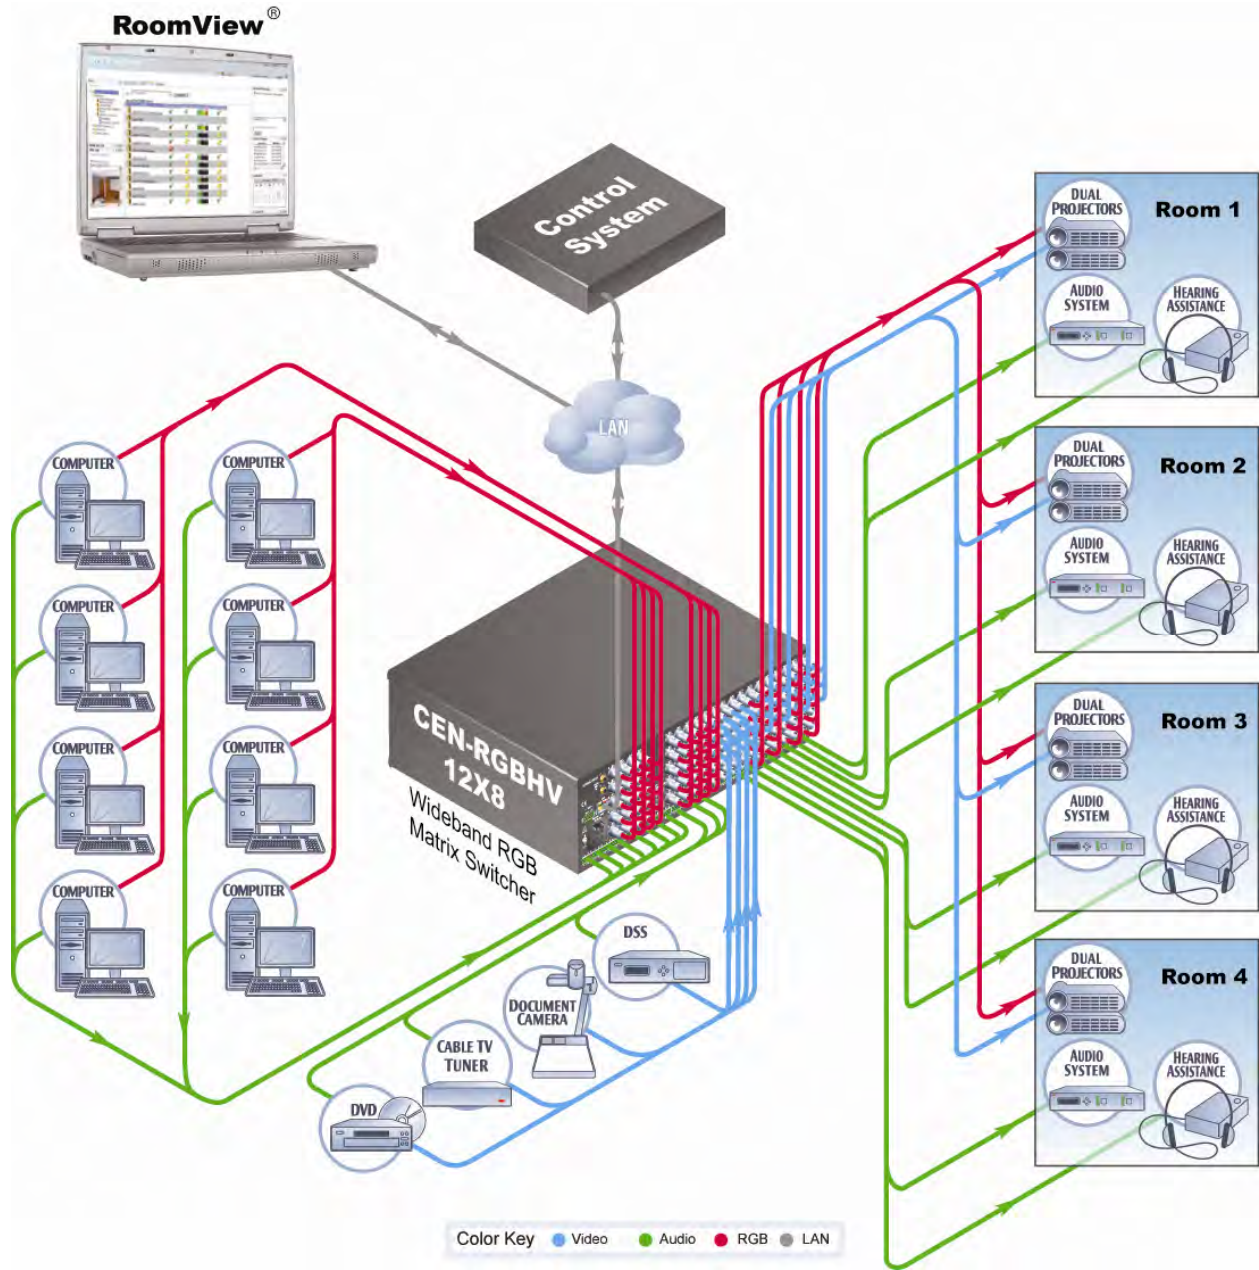 RoomView®
Control
System
LAN
COMPUTER
COMPUTER
COMPUTER
COMPUTER
COMPUTER
COMPUTER
COMPUTER
COMPUTER
CEN-RGBHV
12X8
Wideband RGB
Matrix Switcher
DSS
DOCUMENT
CAMERA
CABLE TV
TUNER
DVD
Room 1
DUAL
PROJECTORS
AUDIO
SYSTEM
HEARING
ASSISTANCE
Room 2
DUAL
PROJECTORS
AUDIO
SYSTEM
HEARING
ASSISTANCE
Room 3
DUAL
PROJECTORS
AUDIO
SYSTEM
HEARING
ASSISTANCE
Room 4
DUAL
PROJECTORS
AUDIO
SYSTEM
HEARING
ASSISTANCE
Color Key Video Audio RGB LAN